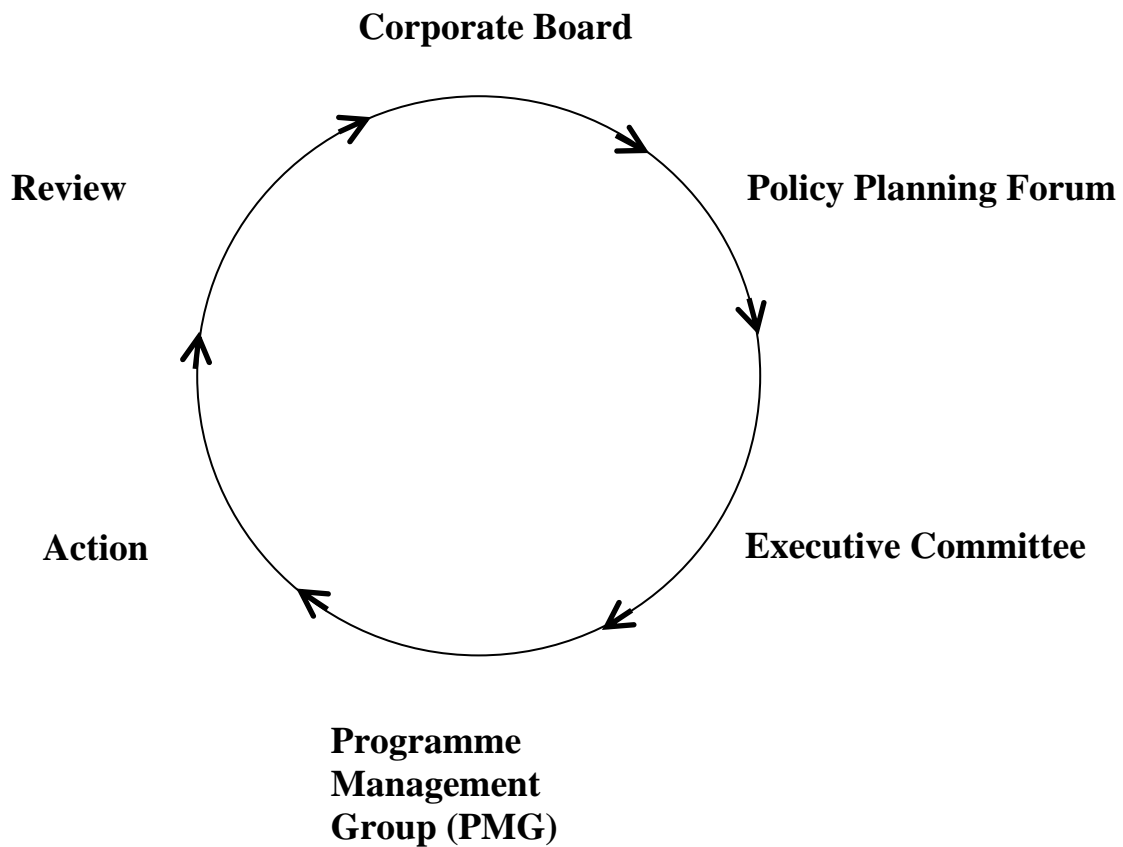 Corporate Board
Review
Policy Planning Forum
Action
Executive Committee
Programme
Management
Group (PMG)